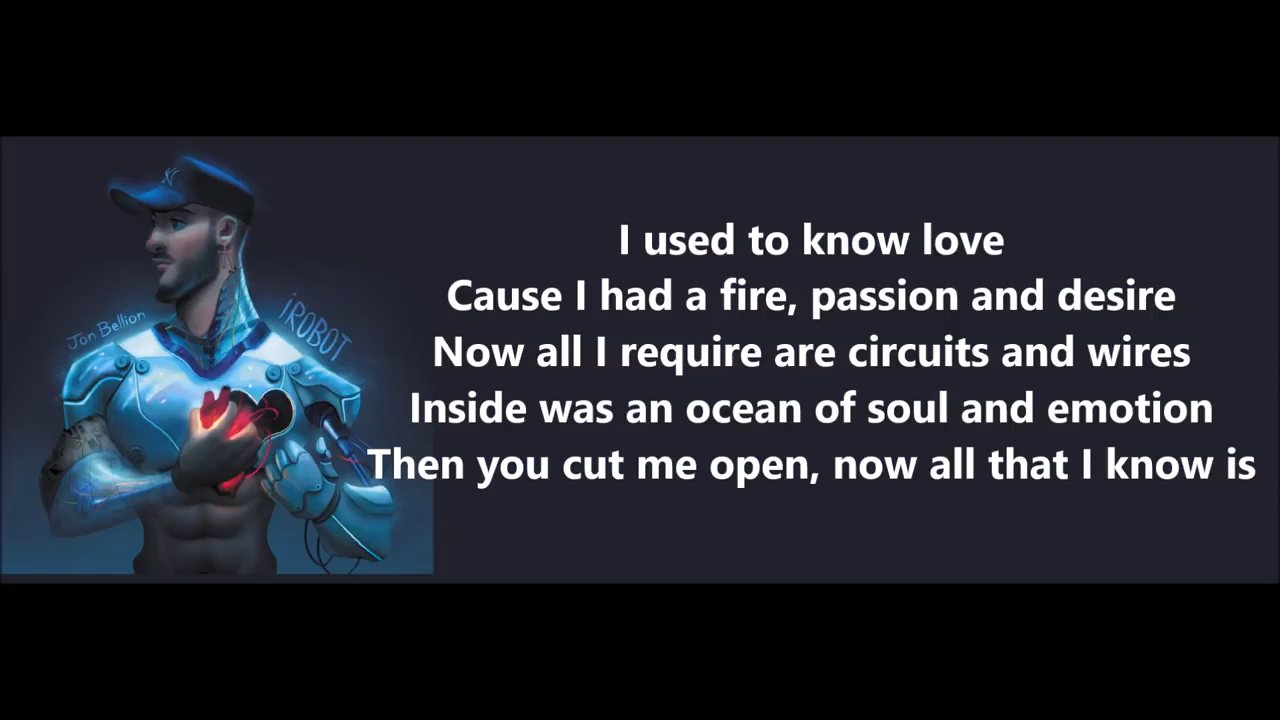 Jon Bellion
iROBOT
I used to know love
Cause I had a fire, passion and desire
Now all I require are circuits and wires
Inside was an ocean of soul and emotion
Then you cut me open, now all that I know is